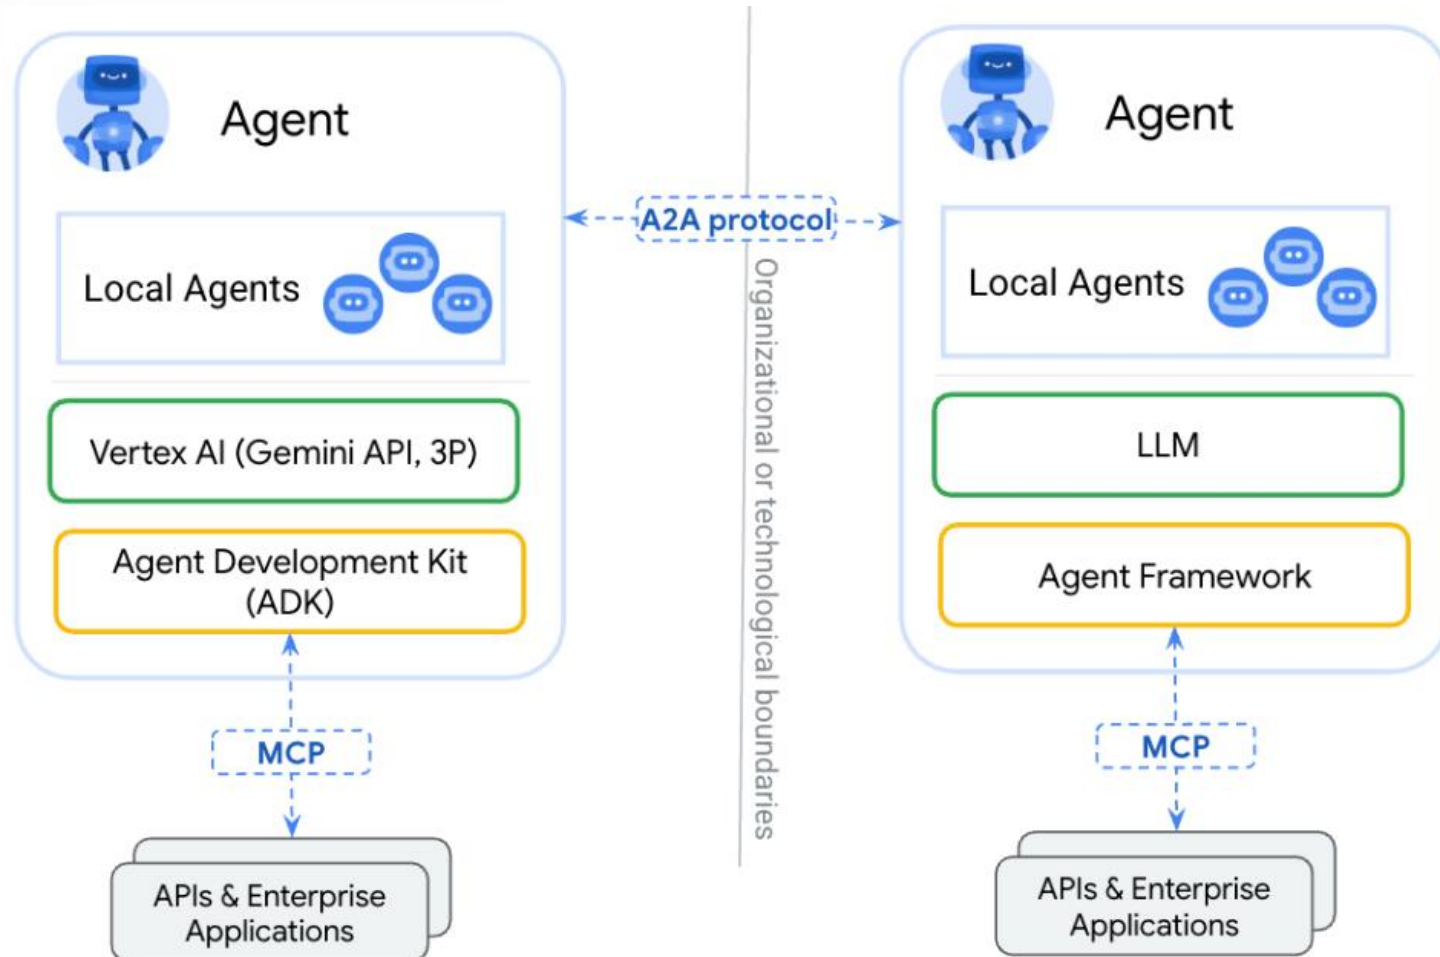 Agent
Local Agents
Vertex AI (Gemini API, 3P)
Agent Development Kit
(ADK)
MCP
APIs & Enterprise
Applications
A2A protocol
Organizational or technological boundaries
Agent
Local Agents
LLM
Agent Framework
MCP
APIs & Enterprise
Applications